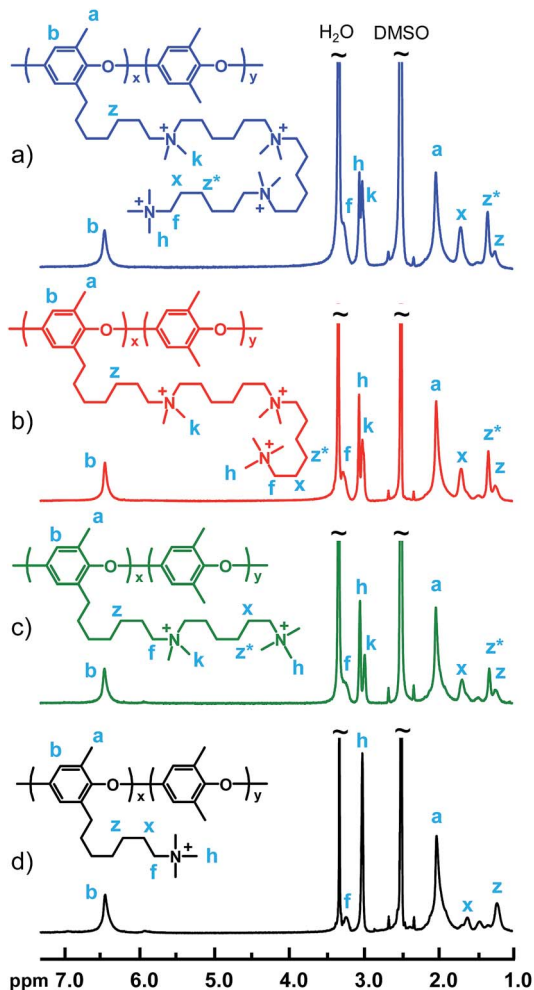 a
b
O
x
O
y
H₂O
DMSO
~
~
z
N
+
N
+
k
a)
x
z*
N
+
N
+
f
h
b
f
h
k
a
x
z*
z
a
b
O
x
O
y
~
~
z
N
+
N
+
k
b)
N
+
h
f
x
z*
b
f
h
k
a
x
z*
z
a
b
O
x
O
y
~
~
z
x
N
+
N
+
c)
f
k
z*
h
b
f
h
k
a
x
z*
z
a
b
O
x
O
y
~
~
z
x
N
+
h
d)
f
b
f
h
a
x
z
ppm 7.0 6.0 5.0 4.0 3.0 2.0 1.0